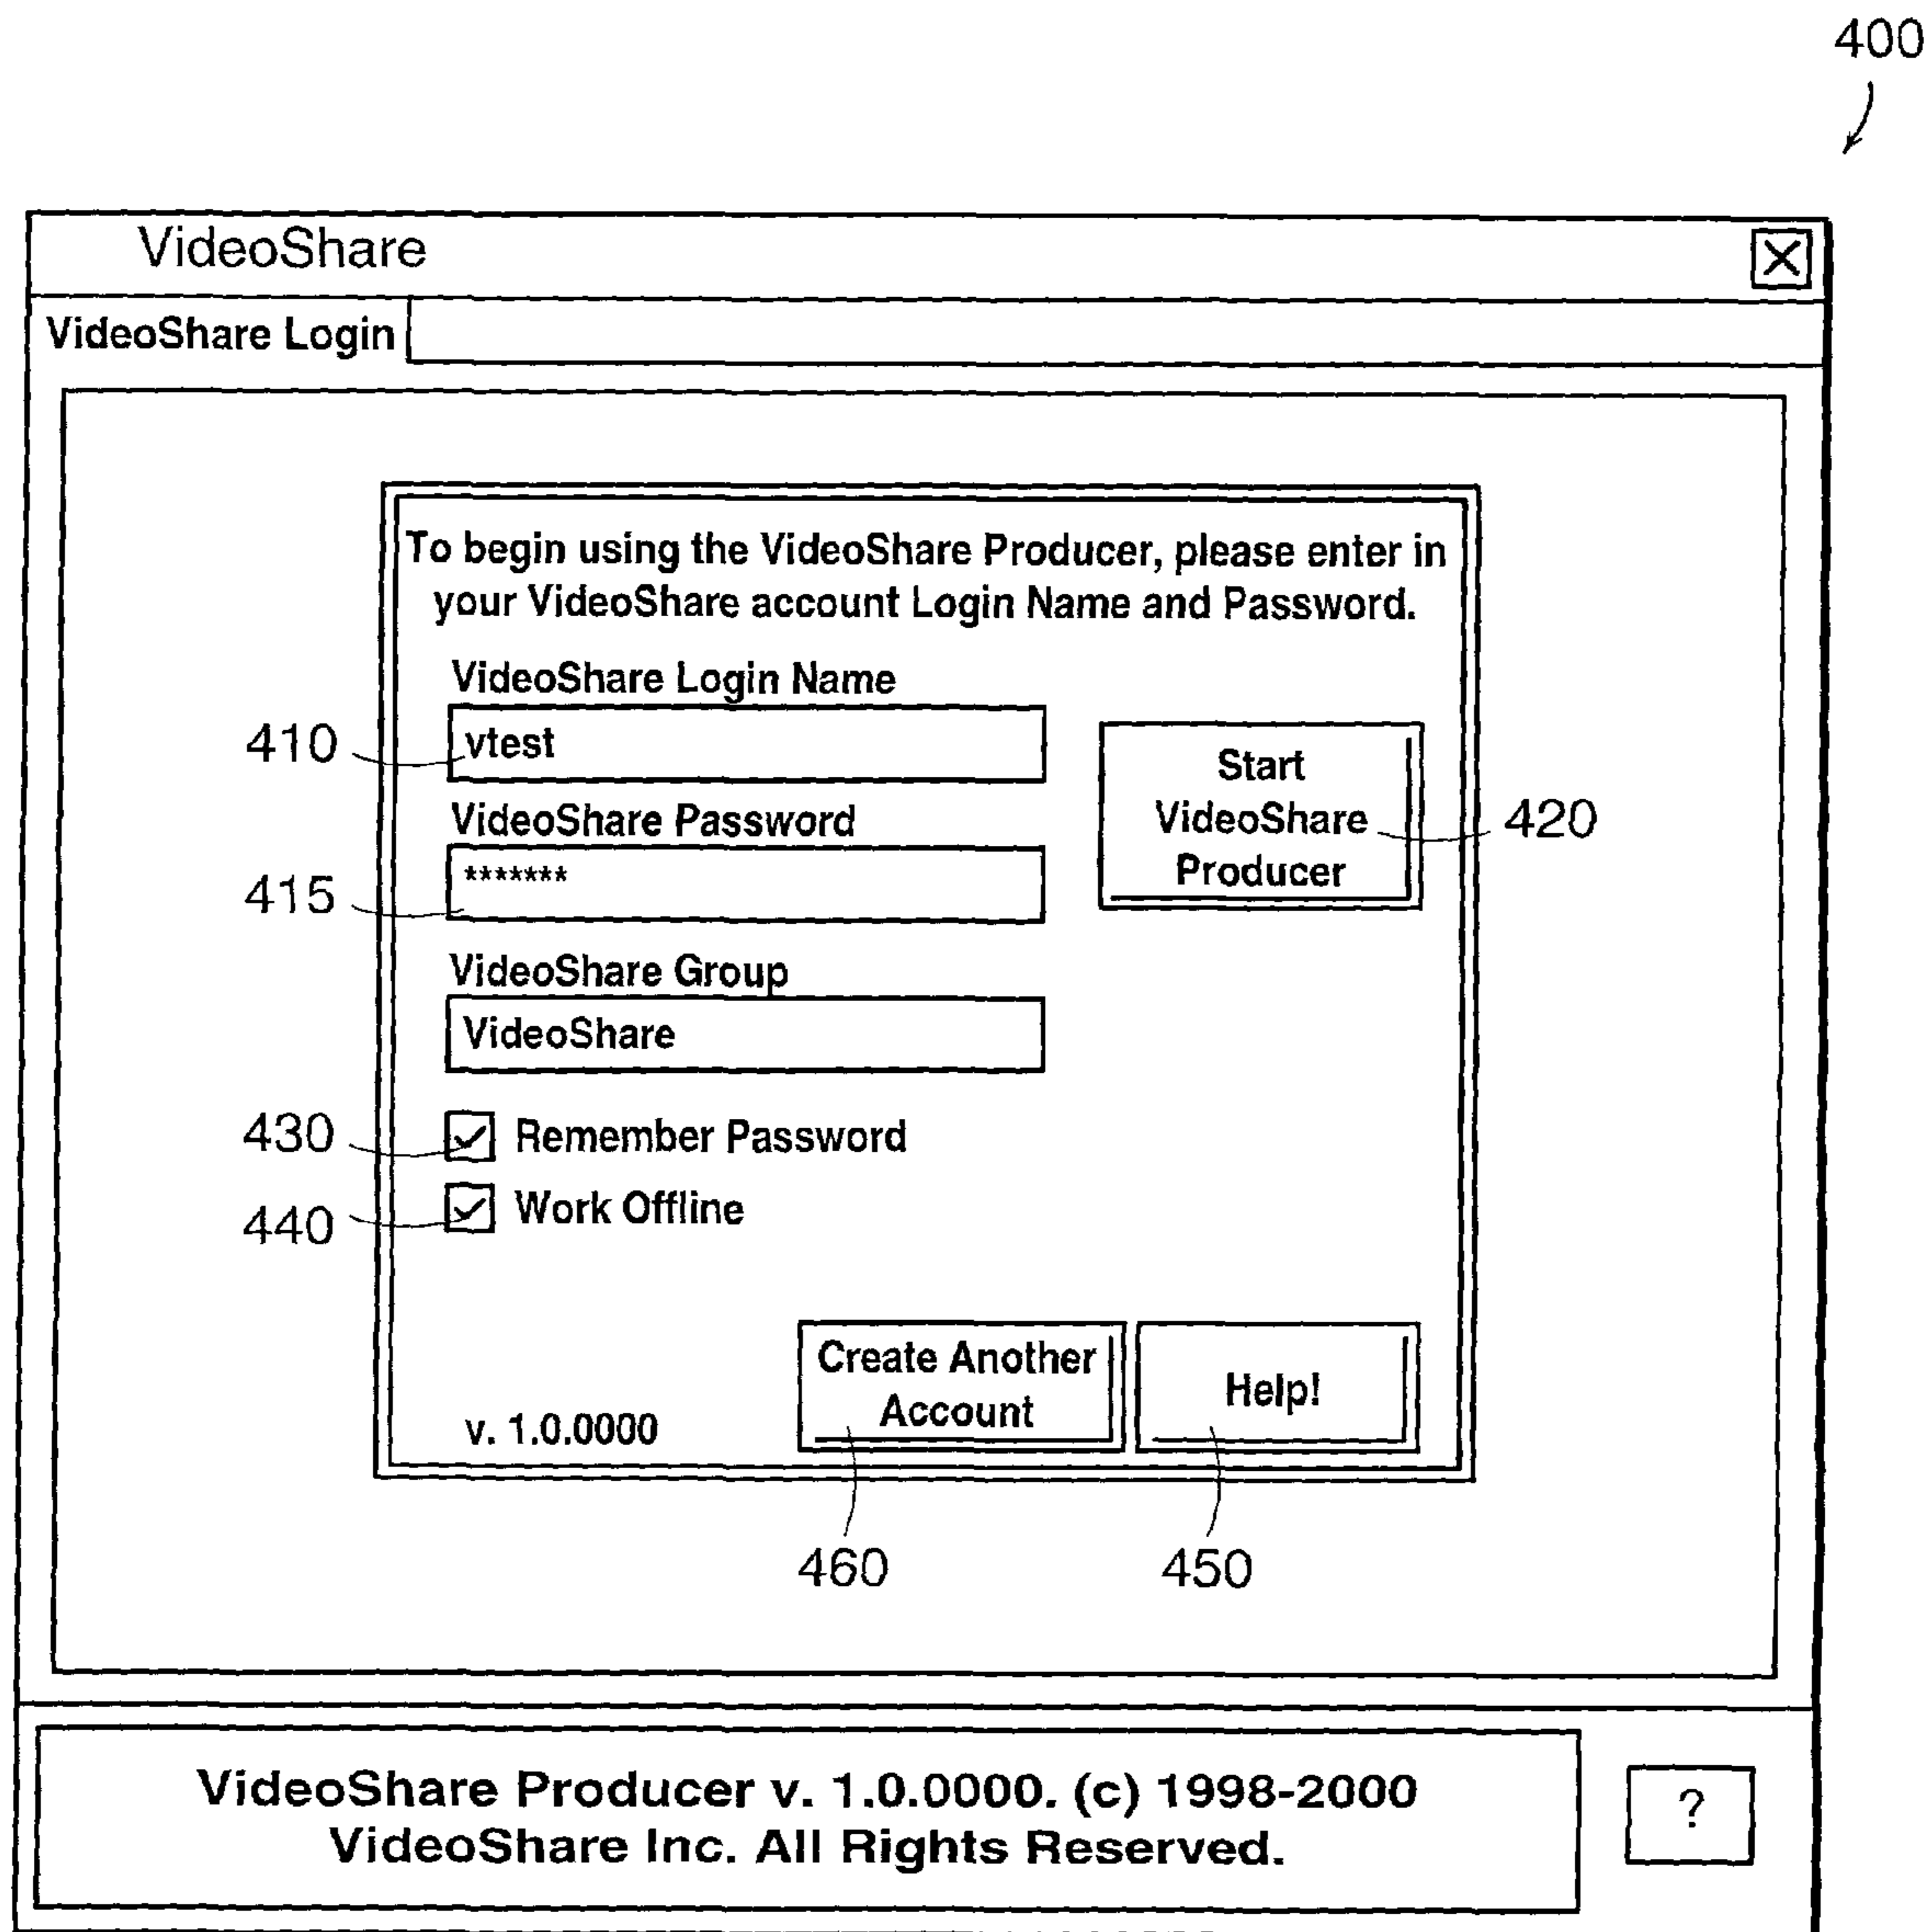 400
VideoShare
VideoShare Login
To begin using the VideoShare Producer, please enter in
your VideoShare account Login Name and Password.
VideoShare Login Name
410
vtest
Start
VideoShare
Producer
420
VideoShare Password
415
*******
VideoShare Group
VideoShare
430
Remember Password
440
Work Offline
Create Another
Account
Help!
v. 1.0.0000
460
450
VideoShare Producer v. 1.0.0000. (c) 1998-2000
VideoShare Inc. All Rights Reserved.
?